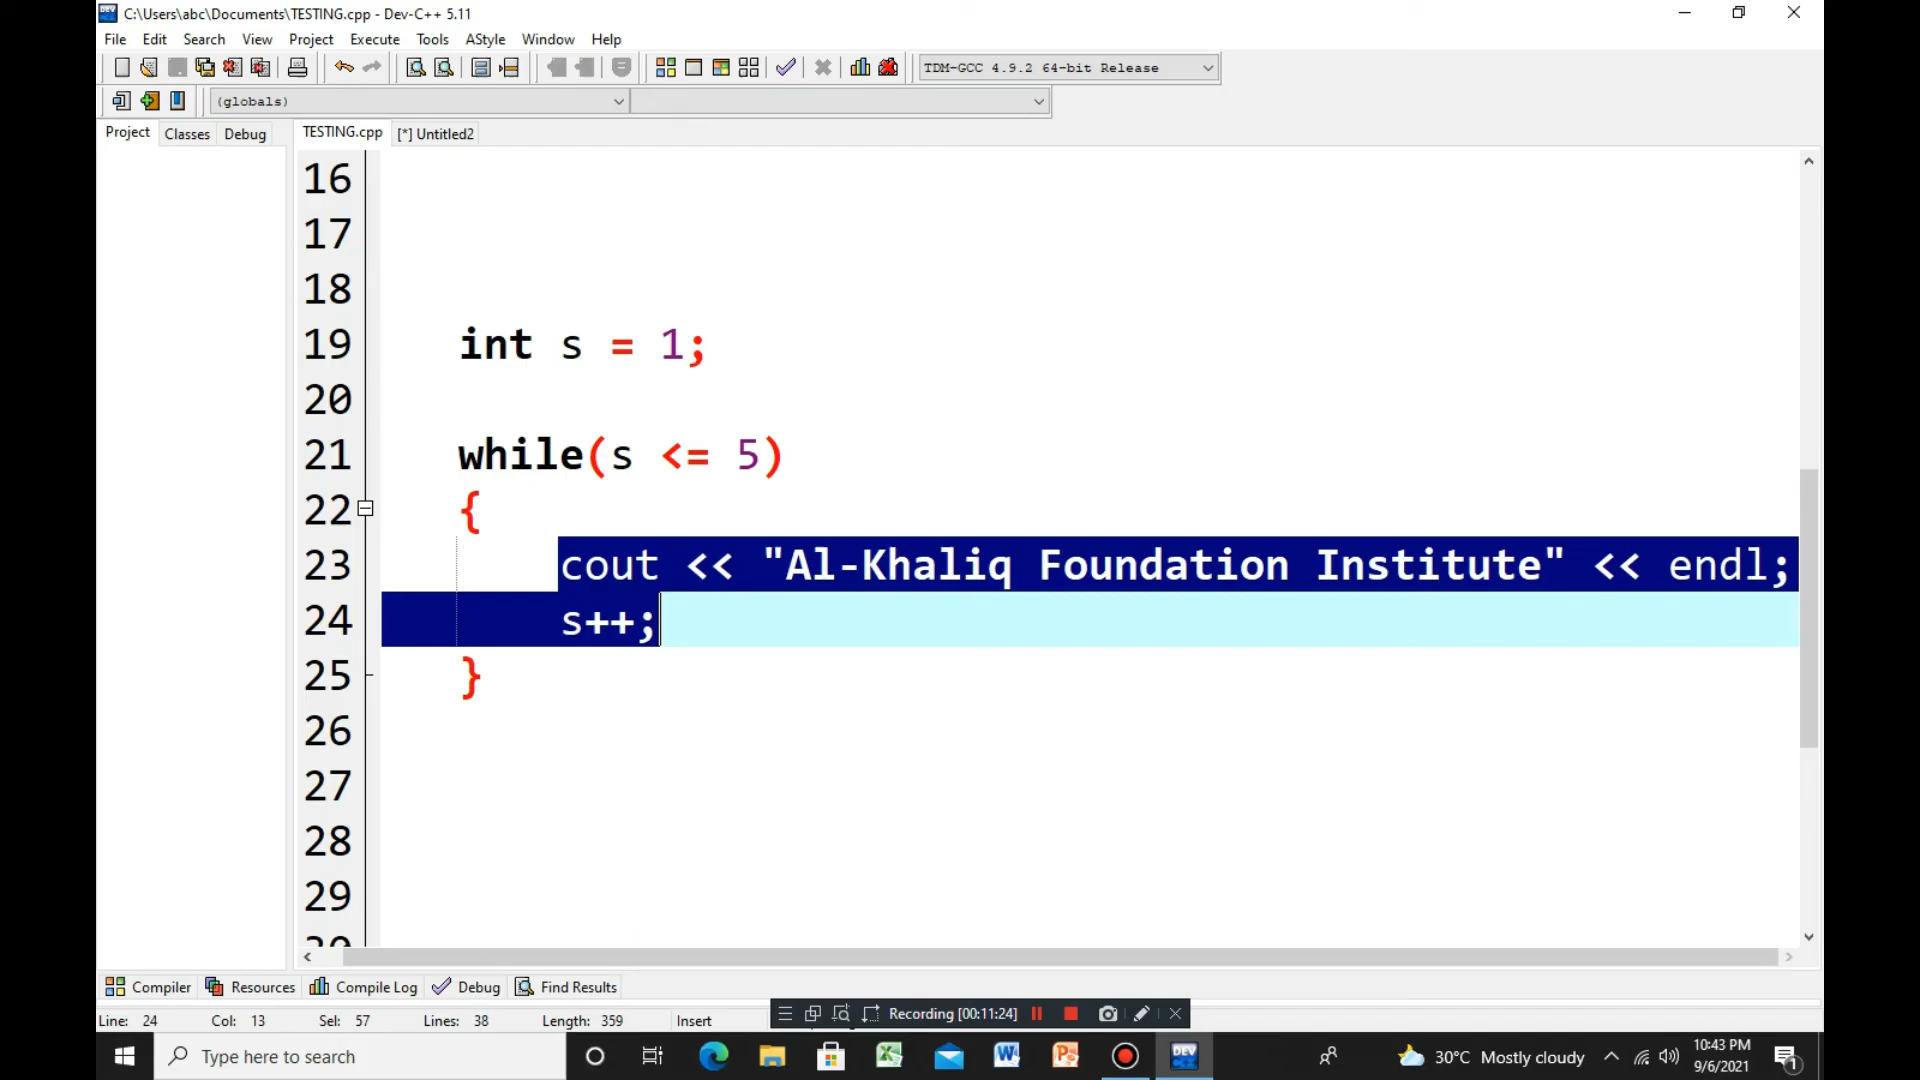 C:\Users\abc\Documents\TESTING.cpp - Dev-C++ 5.11
File Edit Search View Project Execute Tools AStyle Window Help
TDM-GCC 4.9.2 64-bit Release
(globals)
Project Classes Debug TESTING.cpp [*] Untitled2
16
17
18
19 int s = 1;
20
21 while(s <= 5)
22 {
23 cout << "Al-Khaliq Foundation Institute" << endl;
24 s++;
25 }
26
27
28
29
30
Compiler Resources Compile Log Debug Find Results
Line: 24 Col: 13 Sel: 57 Lines: 38 Length: 359 Insert
Recording [00:11:24]
Type here to search
30°C Mostly cloudy
10:43 PM
9/6/2021
1
DEV